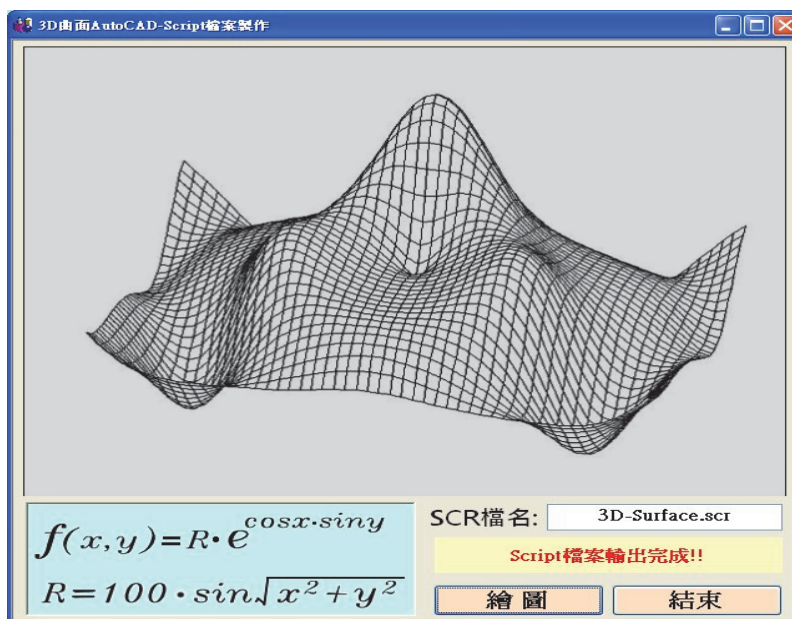 3D曲面AutoCAD-Script檔案製作
f(x,y)=R·e^cosx·siny
R=100·sin√x²+y²
SCR檔名: 3D-Surface.scr
Script檔案輸出完成!!
繪圖 結束